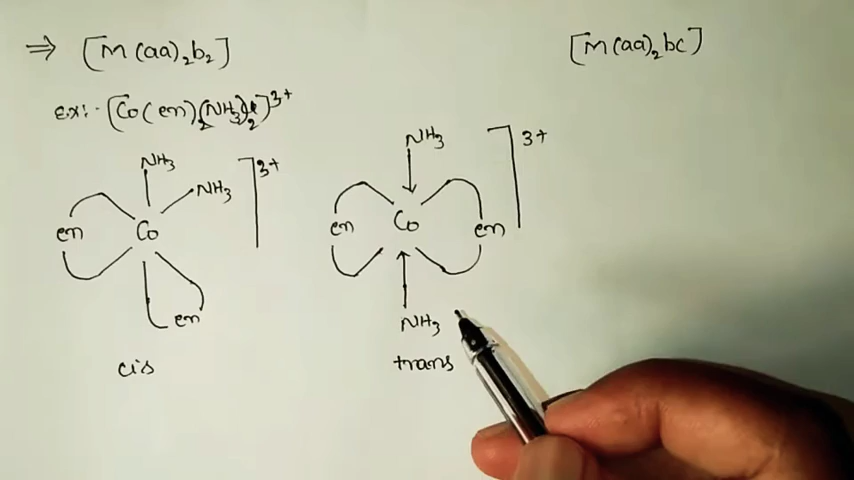 ⇒ [M(aa)₂b₂]
[M(aa)₂bc]
ex:- [Co(en)₂(NH₃)₂]³⁺
NH₃
NH₃
en
Co
en
3+
cis
NH₃
en
Co
en
NH₃
3+
trans